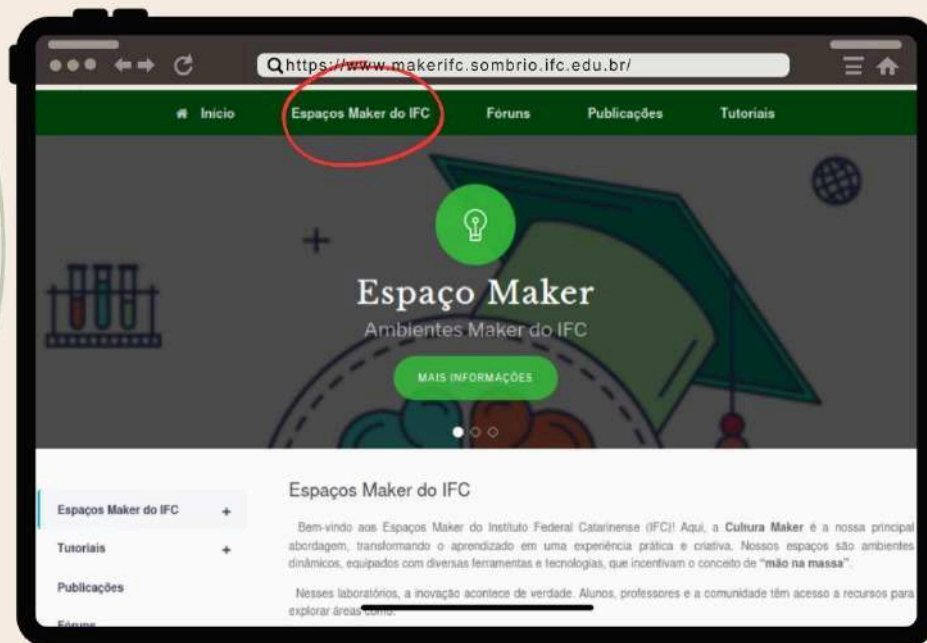 https://www.makerifc.sombrio.ifc.edu.br/
Início Espaços Maker do IFC Fóruns Publicações Tutoriais
Espaço Maker
Ambientes Maker do IFC
MAIS INFORMAÇÕES
Espaços Maker do IFC +
Tutoriais +
Publicações
Fóruns
Espaços Maker do IFC
Bem-vindo aos Espaços Maker do Instituto Federal Catarinense (IFC)! Aqui, a Cultura Maker é a nossa principal
abordagem, transformando o aprendizado em uma experiência prática e criativa. Nossos espaços são ambientes
dinâmicos, equipados com diversas ferramentas e tecnologias, que incentivam o conceito de "mão na massa".
Nesses laboratórios, a inovação acontece de verdade. Alunos, professores e a comunidade têm acesso a recursos para
explorar áreas como: